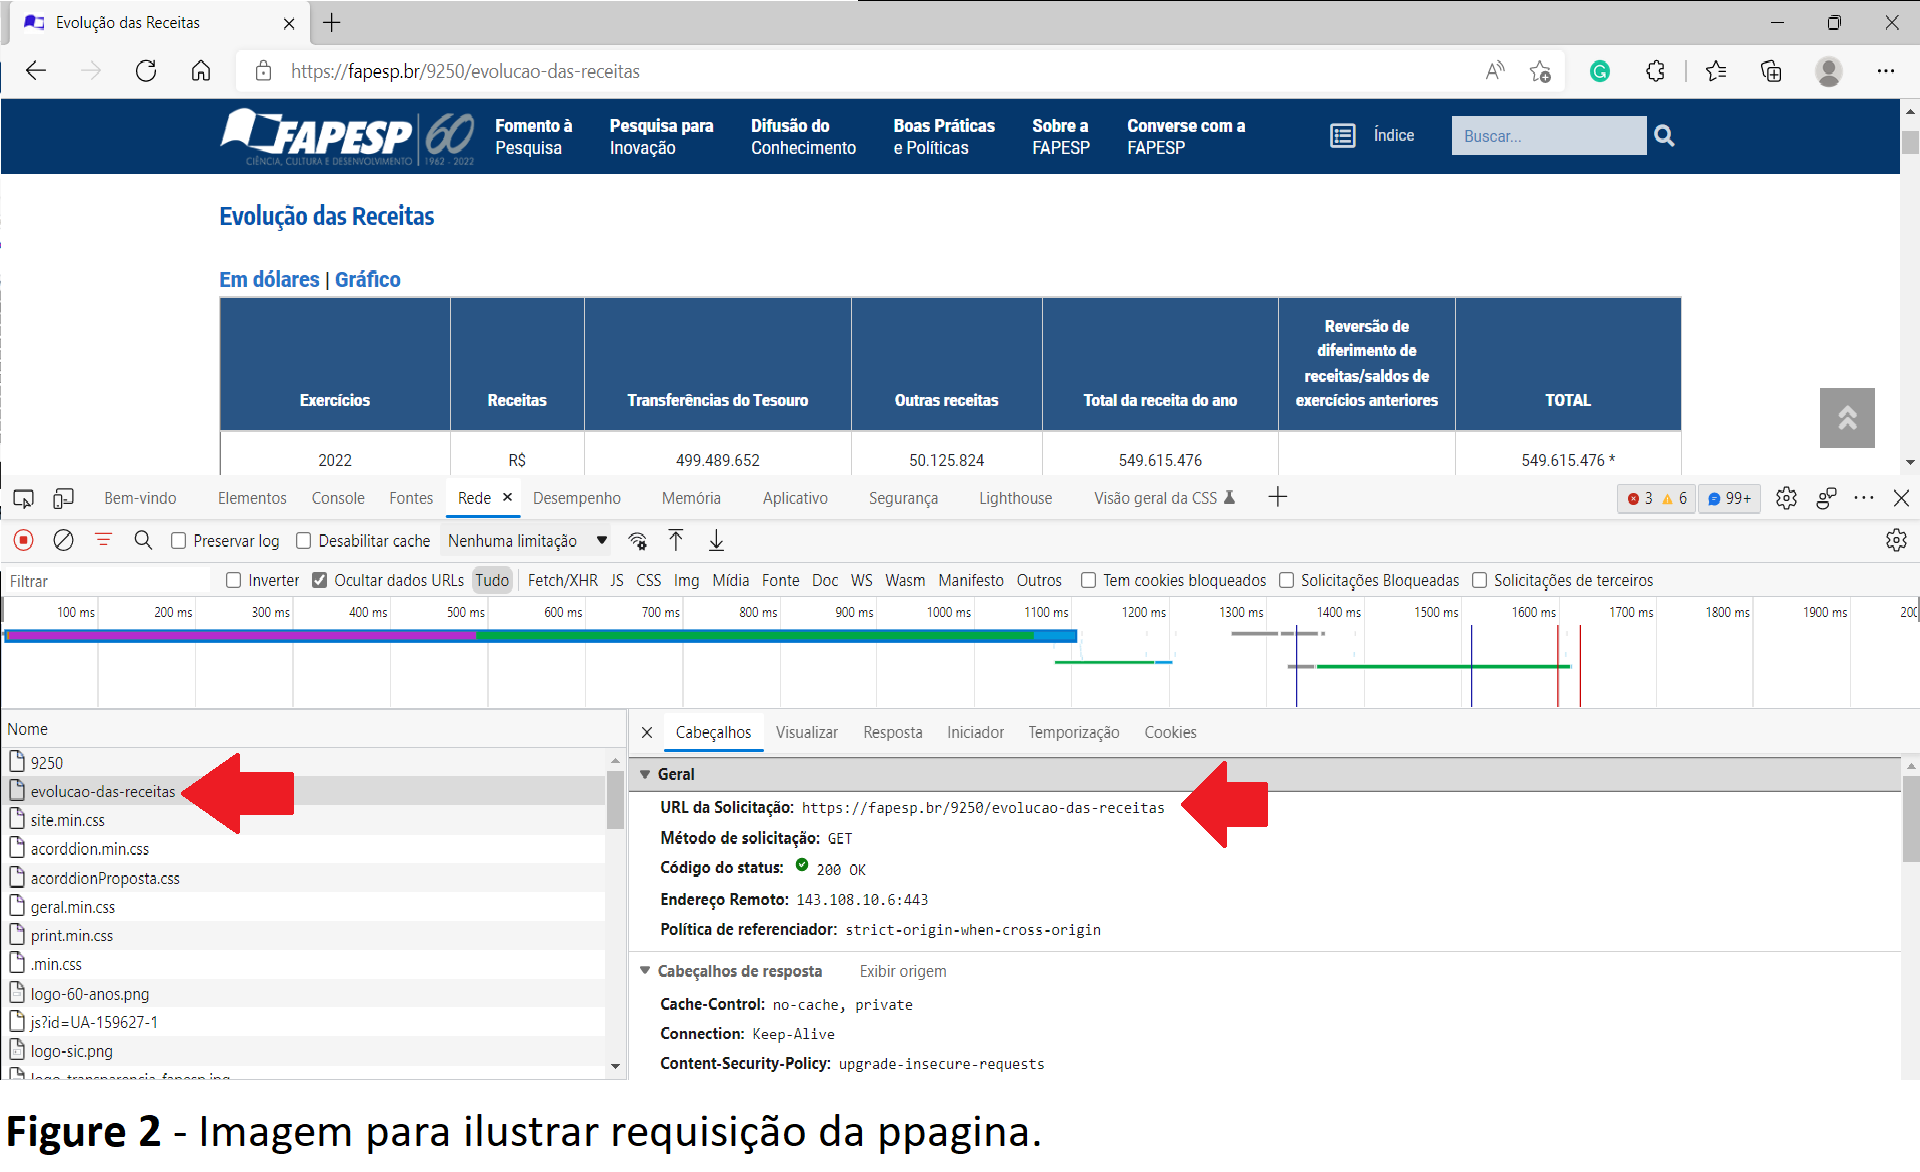 Evolução das Receitas
https://fapesp.br/9250/evolucao-das-receitas
FAPESP 60
CIÊNCIA, CULTURA E DESENVOLVIMENTO 1962 - 2022
Fomento à
Pesquisa
Pesquisa para
Inovação
Difusão do
Conhecimento
Boas Práticas
e Políticas
Sobre a
FAPESP
Converse com a
FAPESP
Índice
Buscar...
Evolução das Receitas
Em dólares | Gráfico
Exercícios
Receitas
Transferências do Tesouro
Outras receitas
Total da receita do ano
Reversão de
diferimento de
receitas/saldos de
exercícios anteriores
TOTAL
2022 R$ 499.489.652 50.125.824 549.615.476 549.615.476 *
Bem-vindo Elementos Console Fontes Rede Desempenho Memória Aplicativo Segurança Lighthouse Visão geral da CSS 3 6 99+
Preservar log Desabilitar cache Nenhuma limitação
Filtrar Inverter Ocultar dados URLs Tudo Fetch/XHR JS CSS Img Mídia Fonte Doc WS Wasm Manifesto Outros Tem cookies bloqueados Solicitações Bloqueadas Solicitações de terceiros
100 ms 200 ms 300 ms 400 ms 500 ms 600 ms 700 ms 800 ms 900 ms 1000 ms 1100 ms 1200 ms 1300 ms 1400 ms 1500 ms 1600 ms 1700 ms 1800 ms 1900 ms
Nome
9250
evolucao-das-receitas
site.min.css
acorddion.min.css
acorddionProposta.css
geral.min.css
print.min.css
.min.css
logo-60-anos.png
js?id=UA-159627-1
logo-sic.png
logo-transparencia-fapesp.jpg
Cabeçalhos Visualizar Resposta Iniciador Temporização Cookies
Geral
URL da Solicitação: https://fapesp.br/9250/evolucao-das-receitas
Método de solicitação: GET
Código do status: 200 OK
Endereço Remoto: 143.108.10.6:443
Política de referenciador: strict-origin-when-cross-origin
Cabeçalhos de resposta Exibir origem
Cache-Control: no-cache, private
Connection: Keep-Alive
Content-Security-Policy: upgrade-insecure-requests
Figure 2 - Imagem para ilustrar requisição da ppagina.